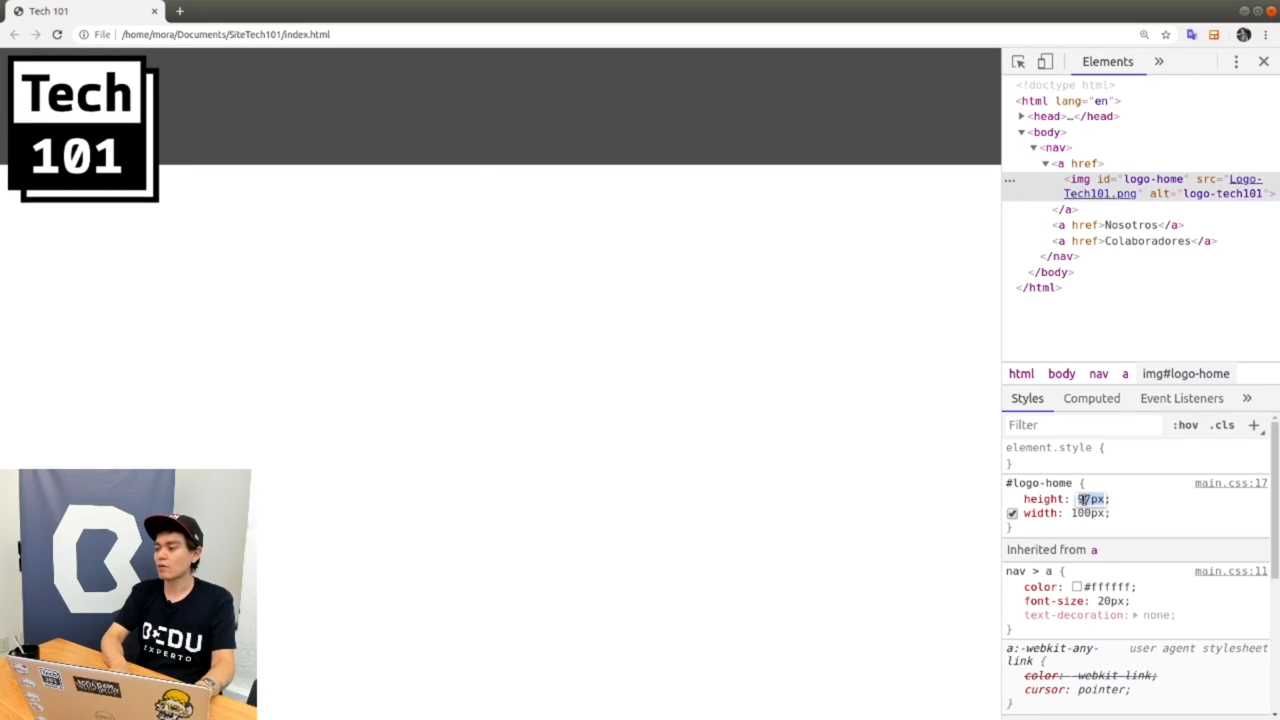 Tech 101
File | /home/mora/Documents/SiteTech101/index.html
Tech
101
Elements
<!doctype html>
<html lang="en">
<head>…</head>
<body>
<nav>
<a href>
<img id="logo-home" src="Logo-
Tech101.png" alt="logo-tech101">
</a>
<a href>Nosotros</a>
<a href>Colaboradores</a>
</nav>
</body>
</html>
html body nav a img#logo-home
Styles Computed Event Listeners
Filter :hov .cls +
element.style {
}
#logo-home { main.css:17
height: 97px;
width: 100px;
}
Inherited from a
nav > a { main.css:11
color: #ffffff;
font-size: 20px;
text-decoration: none;
}
a:-webkit-any- user agent stylesheet
link {
color: -webkit-link;
cursor: pointer;
}
BEDU
EXPERTO
Tech
101